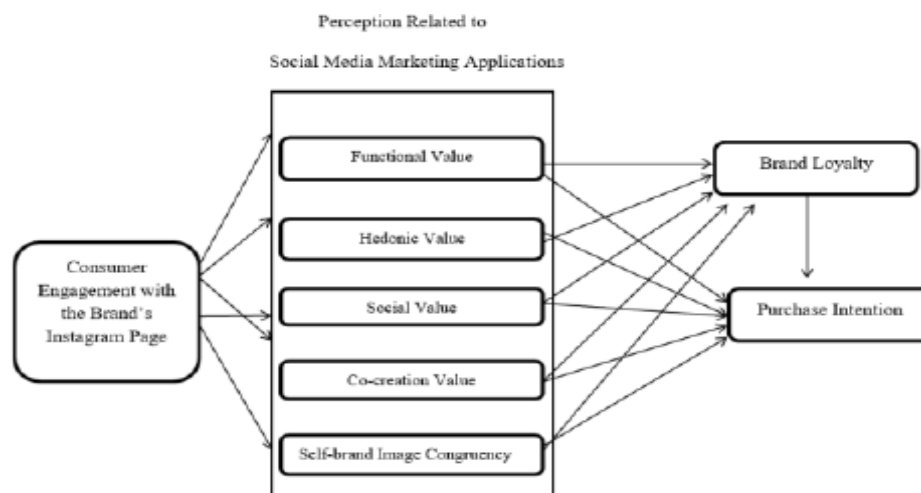 Perception Related to
Social Media Marketing Applications
Functional Value
Brand Loyalty
Hedonic Value
Consumer
Engagement with
the Brand's
Instagram Page
Social Value
Purchase Intention
Co-creation Value
Self-brand Image Congruency